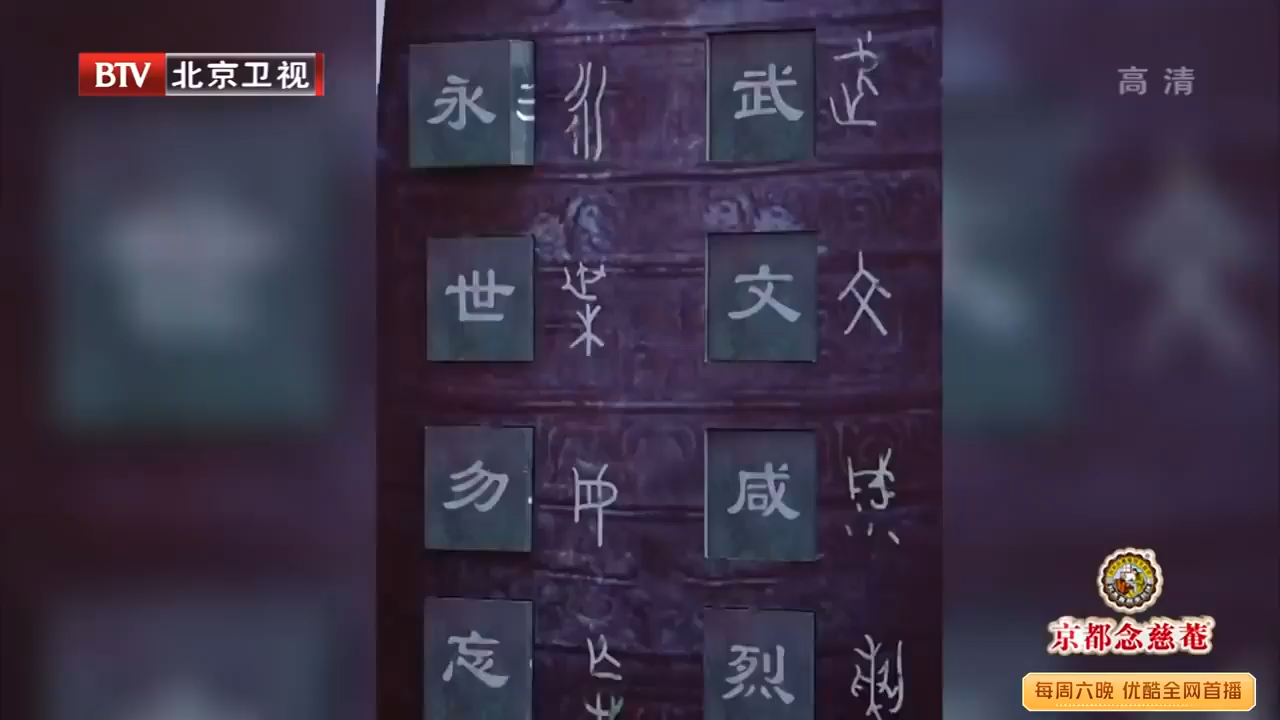 BTV 北京卫视
高清
武文咸烈
永世勿忘
京都念慈菴
每周六晚 优酷全网首播